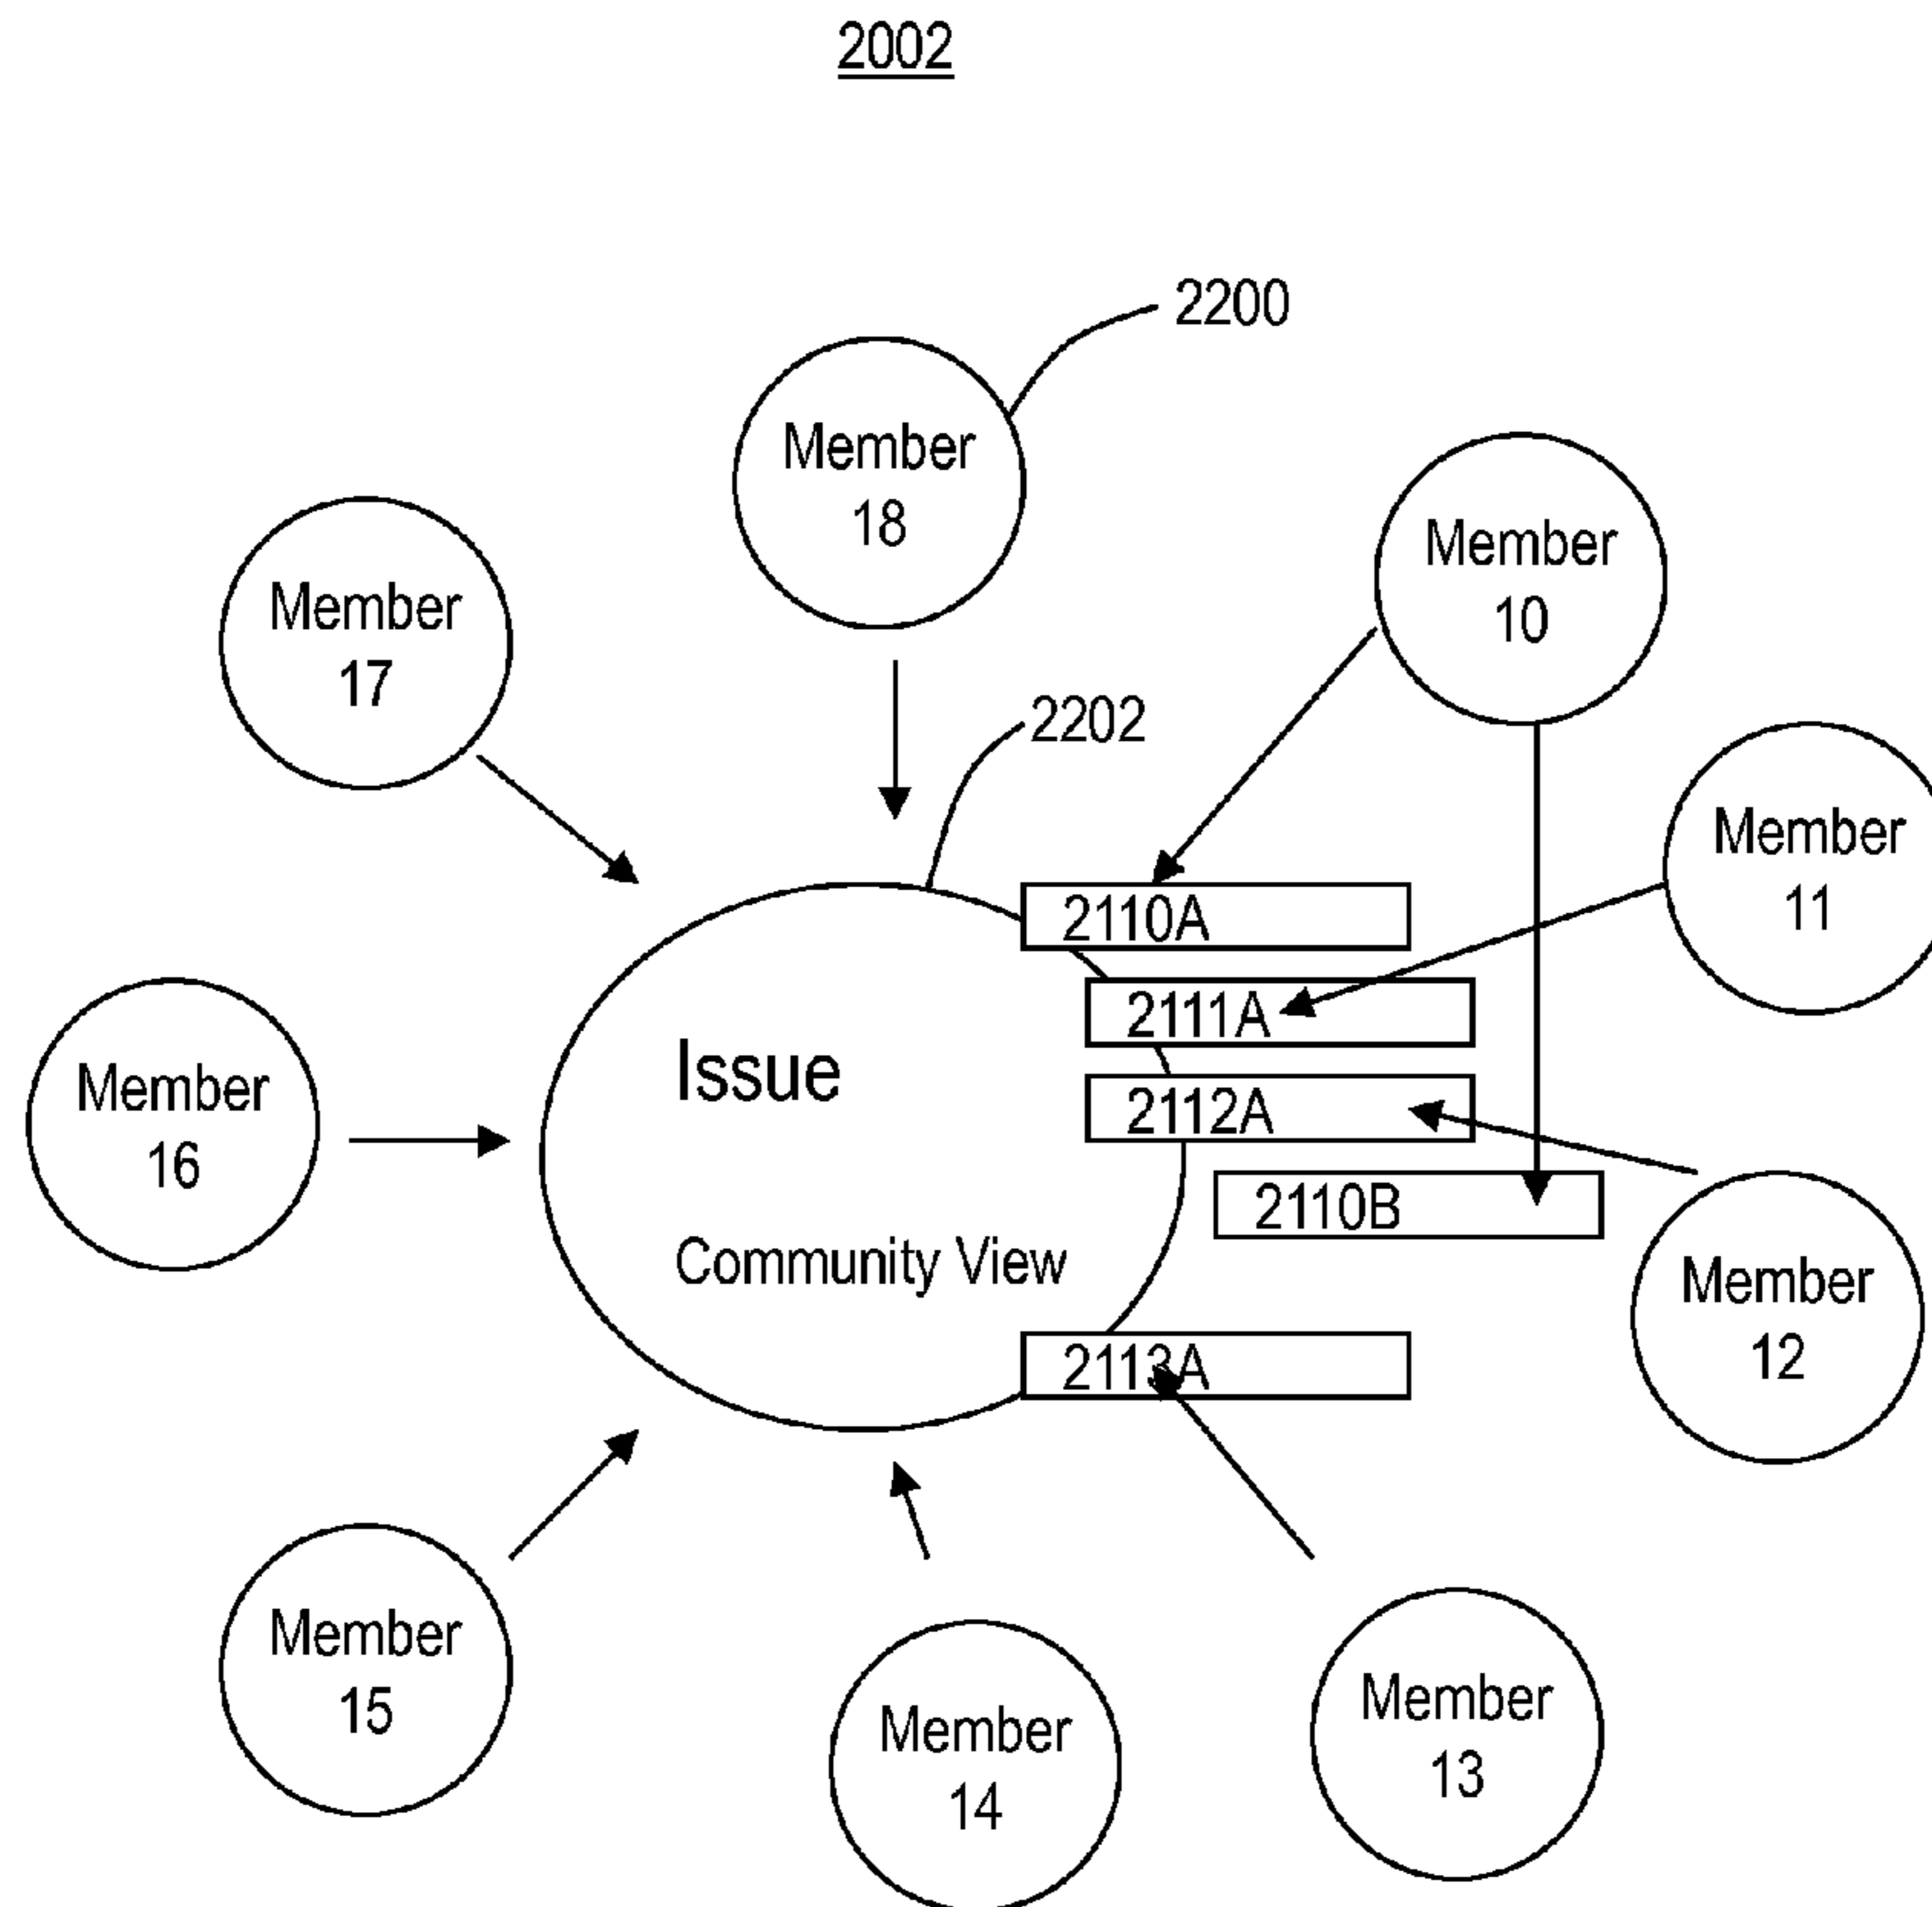 2002
2200
Member
18
Member
10
Member
17
2202
Member
11
2110A
2111A
Issue
2112A
Member
16
2110B
Community View
Member
12
2113A
Member
15
Member
14
Member
13